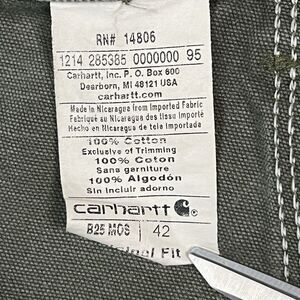 RN# 14806
1214 285385 0000000 95
Carhartt, Inc. P.O. Box 600
Dearborn, MI 48121 USA
carhartt.com
Made in Nicaragua from Imported Fabric
Fabriqué au Nicaragua des tissu importé
Hecho en Nicaragua de tela importada
100% Cotton
Exclusive of Trimming
100% Coton
Sans garniture
100% Algodón
Sin incluir adorno
carhartt
B25 MOS 42
Fit